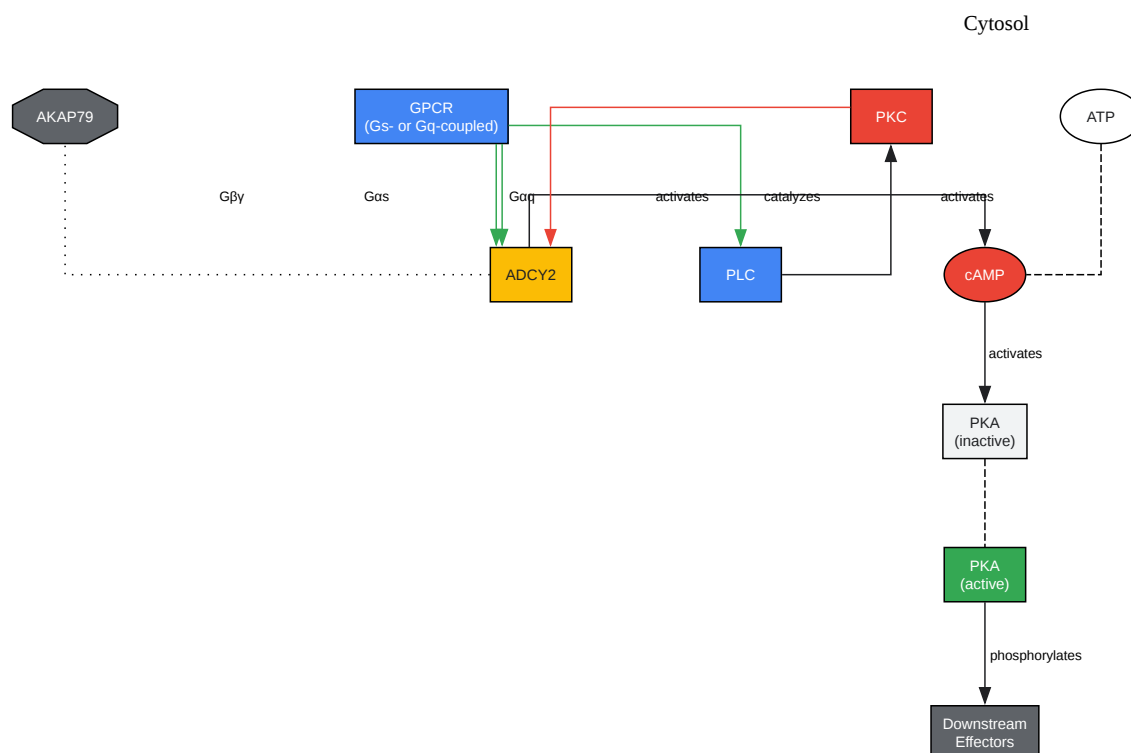 Cytosol
AKAP79
GPCR
(Gs- or Gq-coupled)
PKC
ATP
Gβγ
Gαs
Gαq
activates
catalyzes
activates
ADCY2
PLC
cAMP
activates
PKA
(inactive)
PKA
(active)
phosphorylates
Downstream
Effectors